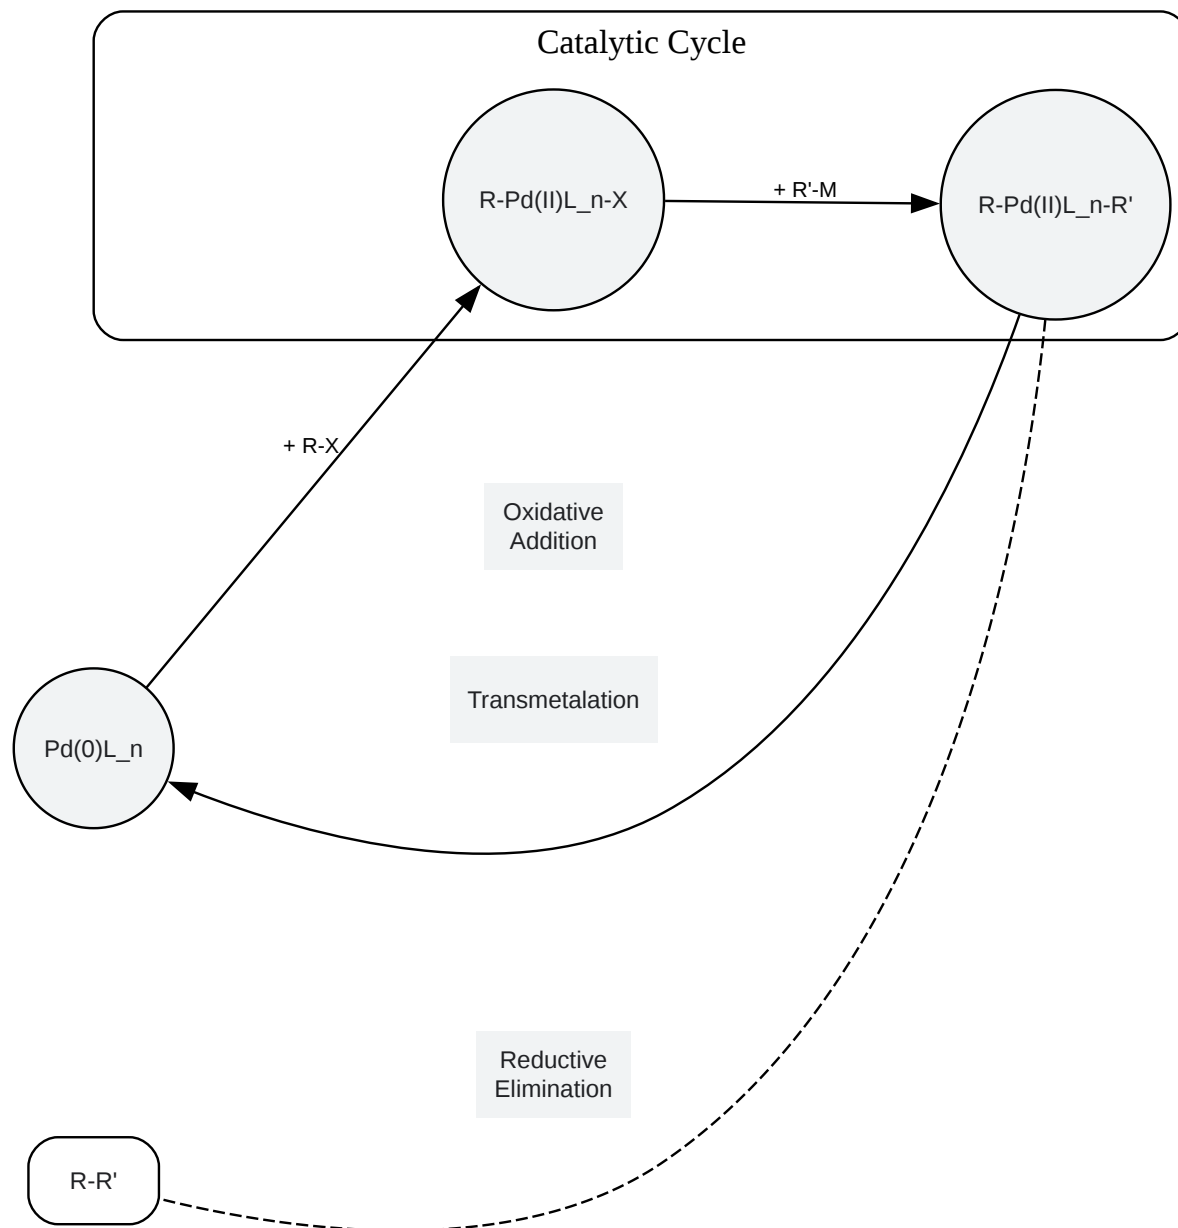 Catalytic Cycle
R-Pd(II)L_n-X
+ R'-M
R-Pd(II)L_n-R'
+ R-X
Oxidative
Addition
Transmetalation
Pd(0)L_n
Reductive
Elimination
R-R'